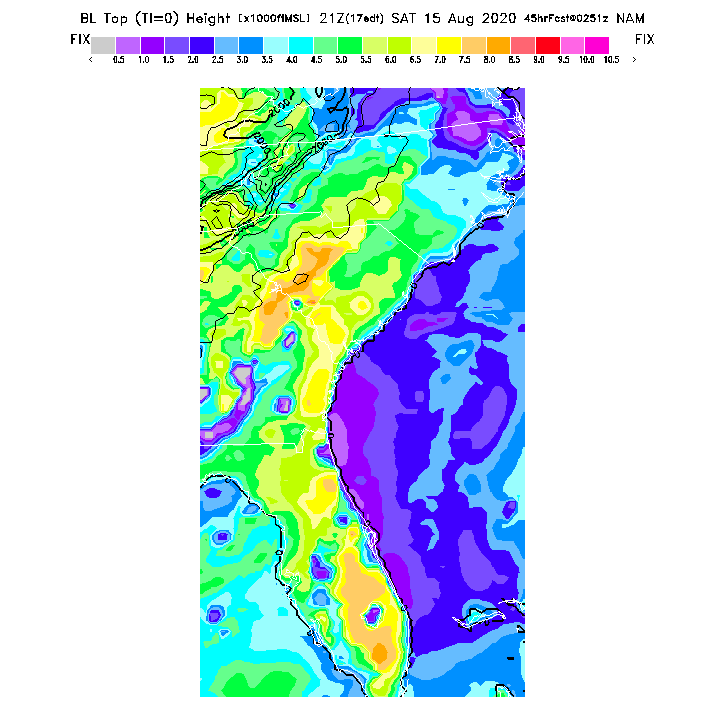 BL Top (TI=0) Height [x1000ftMSL] 21Z(17edt) SAT 15 Aug 2020 45hrFcst@0251z NAM
FIX FIX
< 0.5 1.0 1.5 2.0 2.5 3.0 3.5 4.0 4.5 5.0 5.5 6.0 6.5 7.0 7.5 8.0 8.5 9.0 9.5 10.0 10.5 >
2000
2000
2000